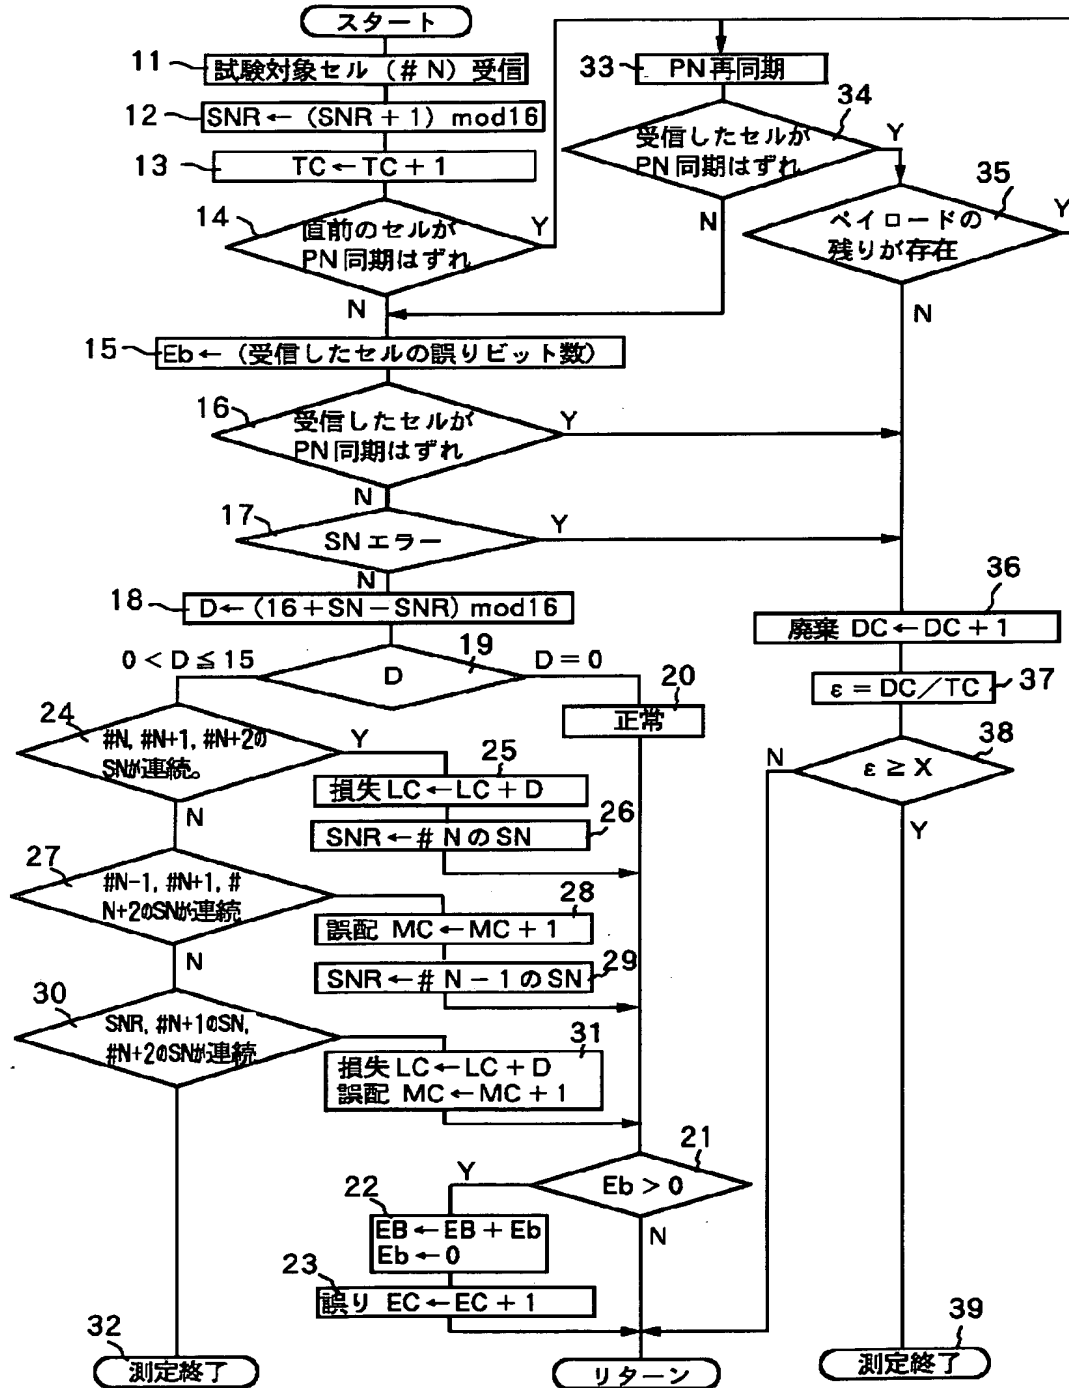 スタート
11
試験対象セル（#N）受信
12
SNR←(SNR+1) mod16
13
TC←TC+1
14
直前のセルが
PN同期はずれ
Y
N
15
Eb←（受信したセルの誤りビット数）
16
受信したセルが
PN同期はずれ
Y
N
17
SNエラー
Y
N
18
D←(16+SN−SNR) mod16
0<D≦15
19
D
D=0
20
正常
24
#N, #N+1, #N+2の
SNが連続。
Y
N
25
損失 LC←LC+D
26
SNR←#NのSN
27
#N-1, #N+1, #
N+2のSNが連続
N
28
誤配 MC←MC+1
29
SNR←#N−1のSN
30
SNR, #N+1のSN,
#N+2のSNが連続
31
損失 LC←LC+D
誤配 MC←MC+1
21
Eb>0
Y
N
22
EB←EB+Eb
Eb←0
23
誤り EC←EC+1
32
測定終了
リターン
33
PN再同期
34
受信したセルが
PN同期はずれ
Y
N
35
ペイロードの
残りが存在
Y
N
36
廃棄 DC←DC+1
37
ε=DC／TC
38
ε≥X
N
Y
39
測定終了